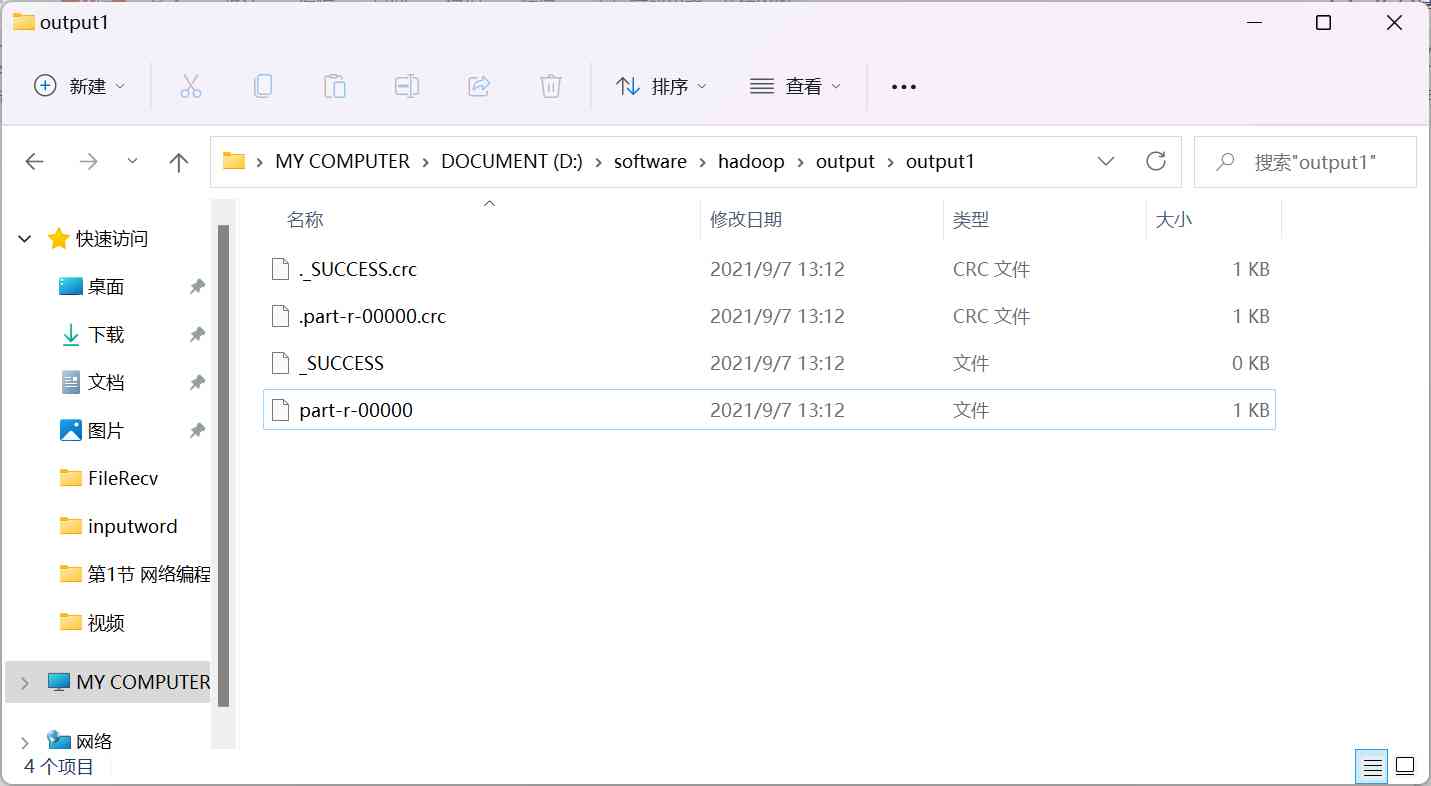 output1
新建 排序 查看
MY COMPUTER DOCUMENT (D:) software hadoop output output1
搜索"output1"
名称 修改日期 类型 大小
._SUCCESS.crc 2021/9/7 13:12 CRC 文件 1 KB
.part-r-00000.crc 2021/9/7 13:12 CRC 文件 1 KB
_SUCCESS 2021/9/7 13:12 文件 0 KB
part-r-00000 2021/9/7 13:12 文件 1 KB
快速访问
桌面
下载
文档
图片
FileRecv
inputword
第1节 网络编程
视频
MY COMPUTER
网络
4 个项目